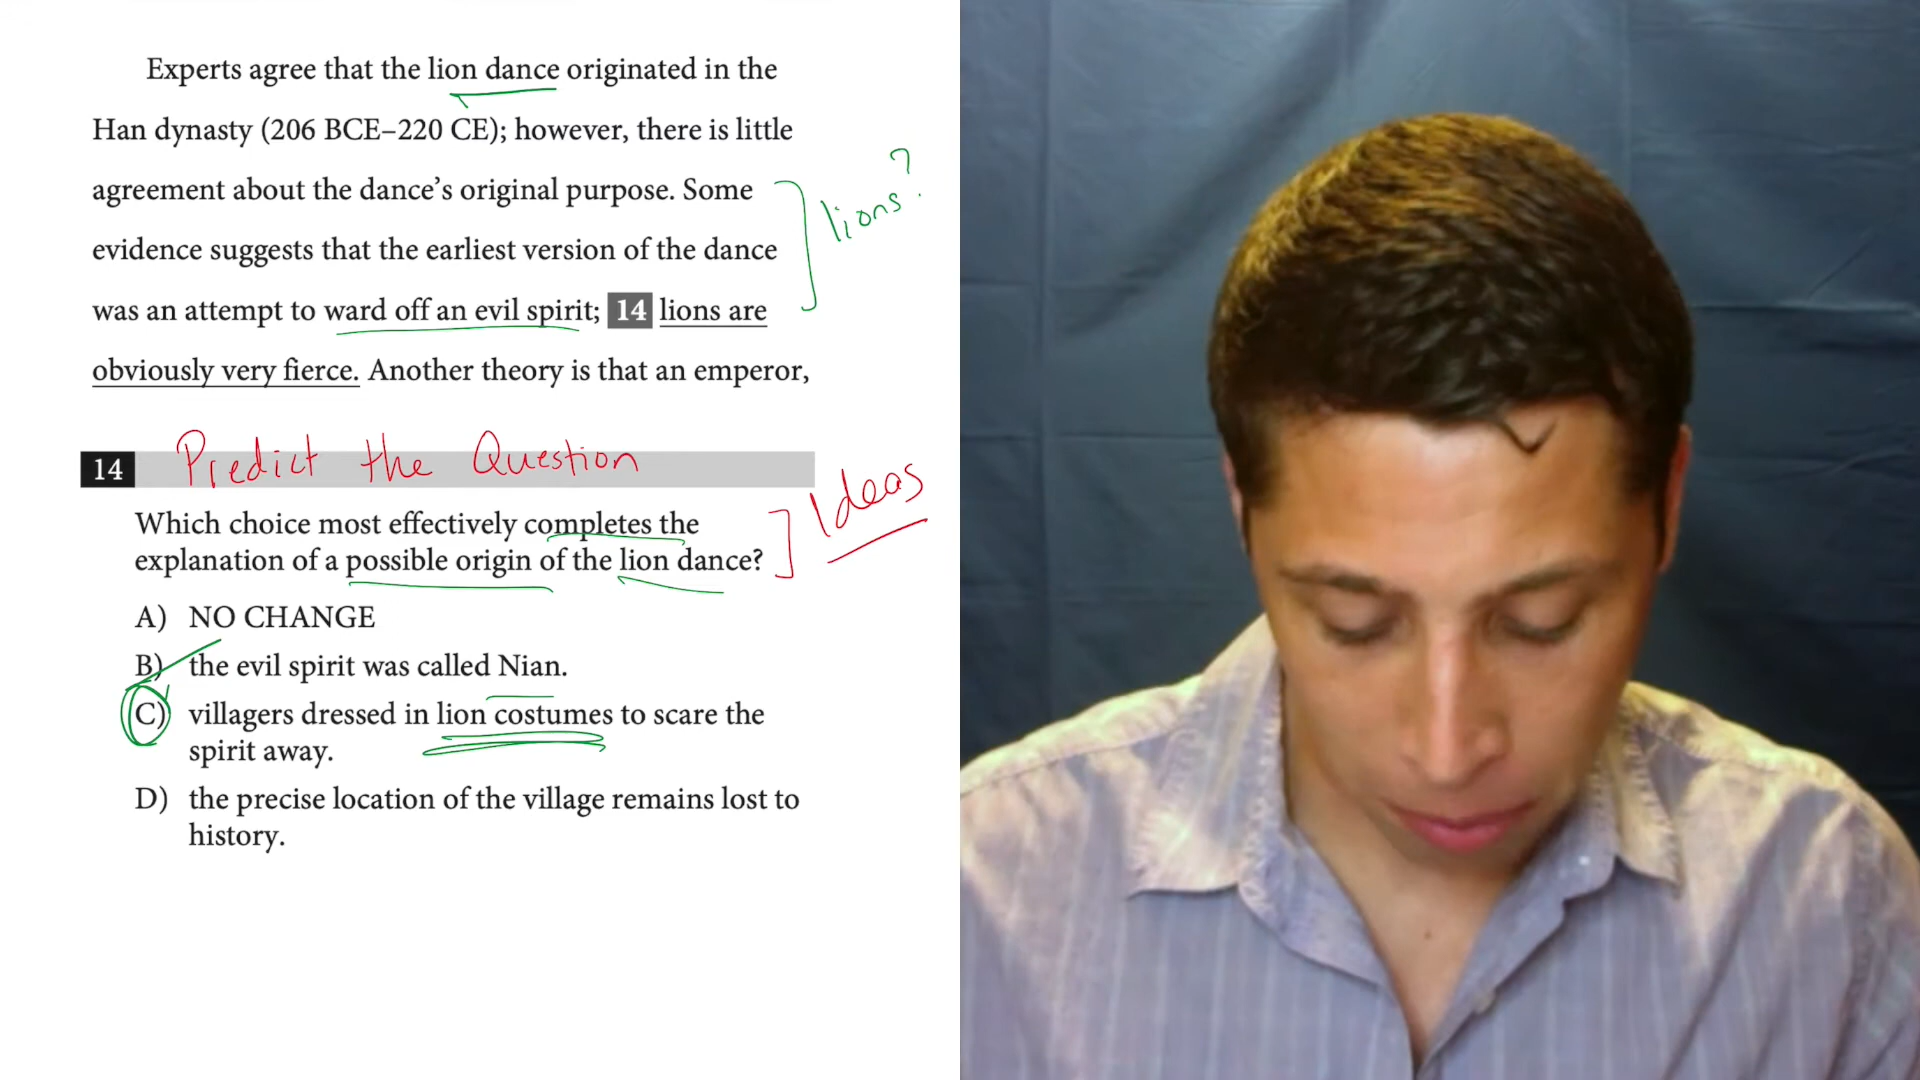 Experts agree that the lion dance originated in the
Han dynasty (206 BCE–220 CE); however, there is little
agreement about the dance's original purpose. Some
evidence suggests that the earliest version of the dance
was an attempt to ward off an evil spirit; 14 lions are
obviously very fierce. Another theory is that an emperor,
lions?
14 Predict the Question
Ideas
Which choice most effectively completes the
explanation of a possible origin of the lion dance?
A) NO CHANGE
B) the evil spirit was called Nian.
C) villagers dressed in lion costumes to scare the
spirit away.
D) the precise location of the village remains lost to
history.